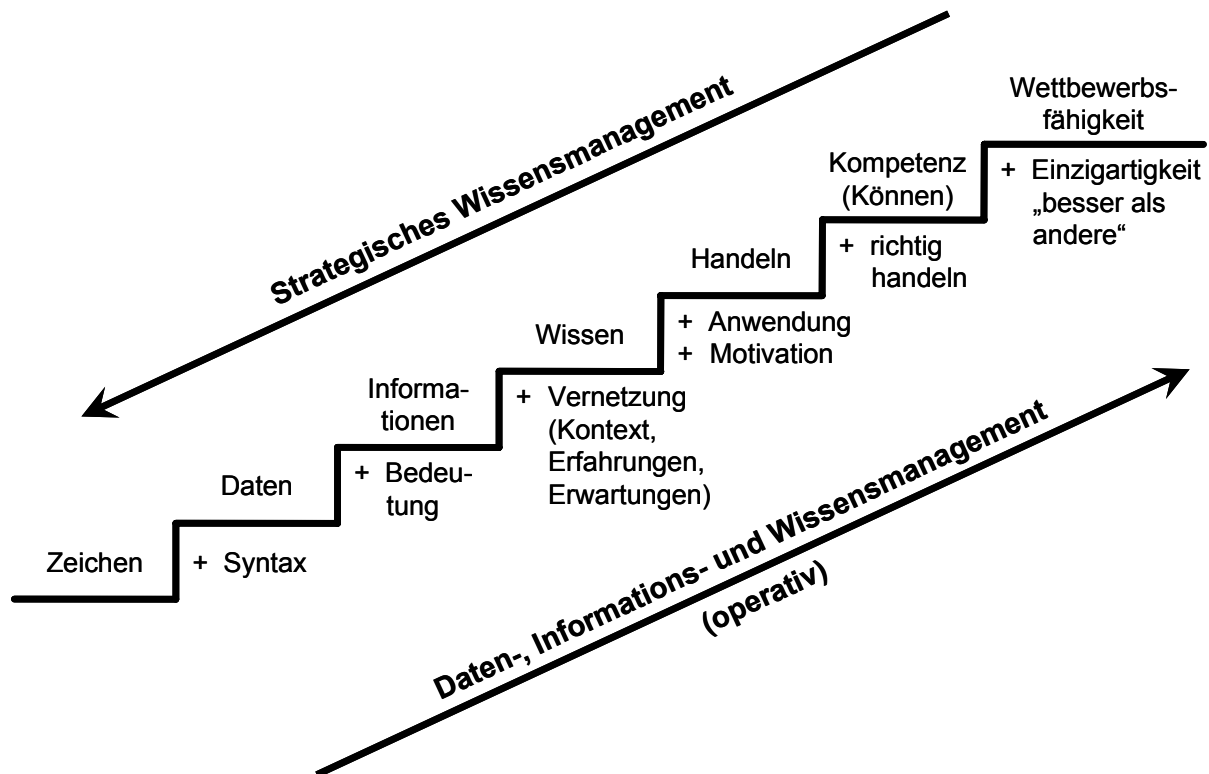 Strategisches Wissensmanagement
Wettbewerbs-
fähigkeit
+ Einzigartigkeit
„besser als
andere“
Kompetenz
(Können)
+ richtig
handeln
Handeln
+ Anwendung
+ Motivation
Wissen
+ Vernetzung
(Kontext,
Erfahrungen,
Erwartungen)
Informa-
tionen
+ Bedeu-
tung
Daten
+ Syntax
Zeichen
Daten-, Informations- und Wissensmanagement
(operativ)